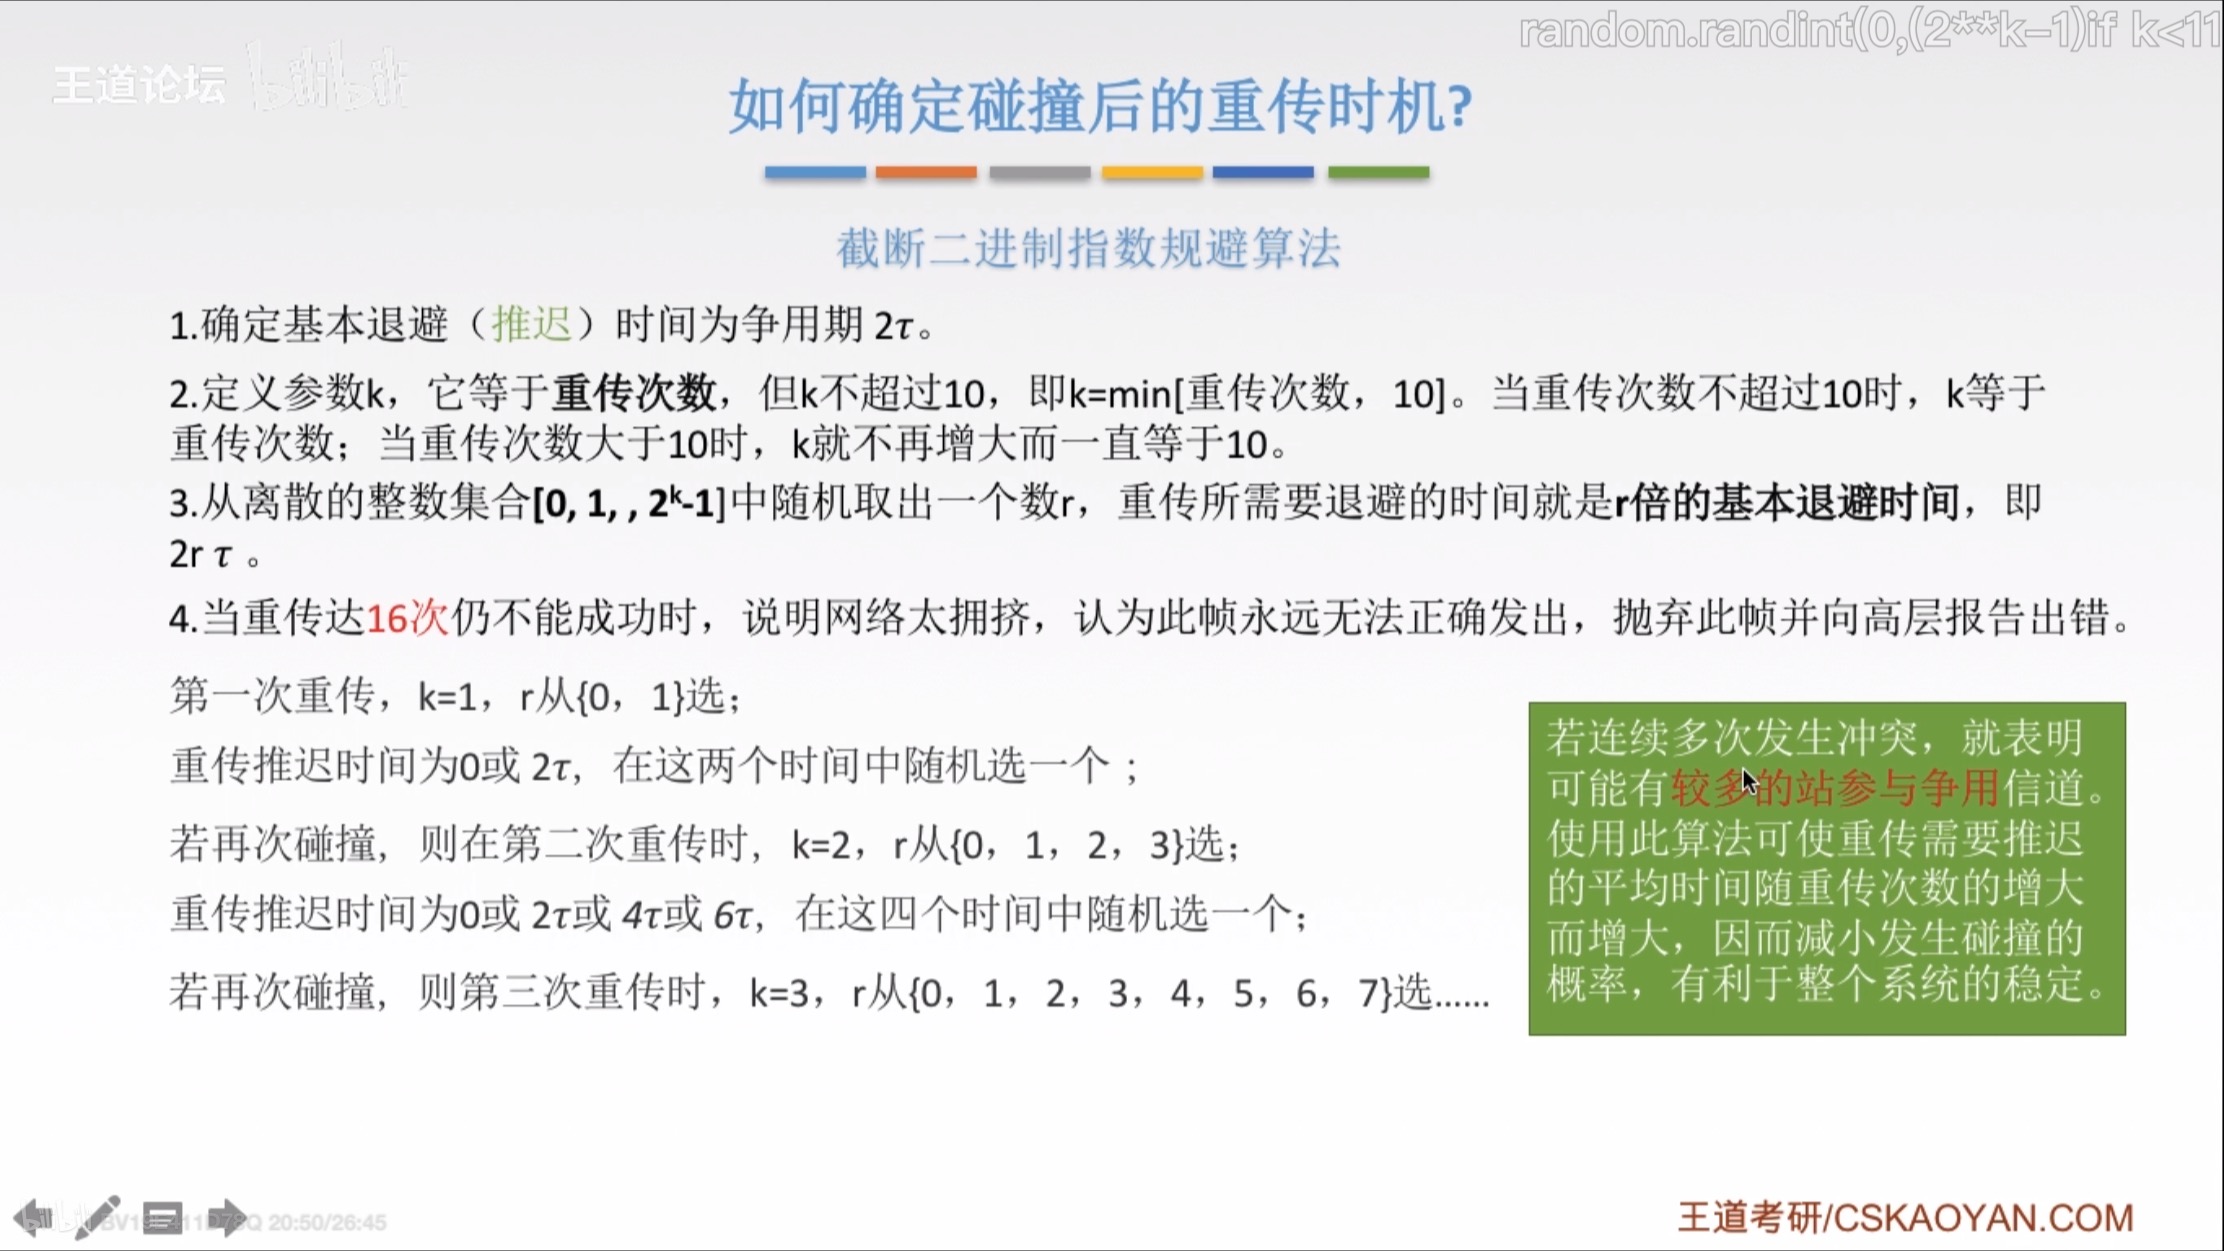 random.randint(0,(2**k-1)if k<11
王道论坛 bilibili
如何确定碰撞后的重传时机?
截断二进制指数规避算法
1.确定基本退避（推迟）时间为争用期 2τ。
2.定义参数k，它等于重传次数，但k不超过10，即k=min[重传次数，10]。当重传次数不超过10时，k等于
重传次数；当重传次数大于10时，k就不再增大而一直等于10。
3.从离散的整数集合[0, 1, , 2ᵏ-1]中随机取出一个数r，重传所需要退避的时间就是r倍的基本退避时间，即
2r τ 。
4.当重传达16次仍不能成功时，说明网络太拥挤，认为此帧永远无法正确发出，抛弃此帧并向高层报告出错。
第一次重传，k=1，r从{0，1}选；
重传推迟时间为0或 2τ，在这两个时间中随机选一个；
若再次碰撞，则在第二次重传时，k=2，r从{0，1，2，3}选；
重传推迟时间为0或 2τ或 4τ或 6τ，在这四个时间中随机选一个；
若再次碰撞，则第三次重传时，k=3，r从{0，1，2，3，4，5，6，7}选……
若连续多次发生冲突，就表明
可能有较多的站参与争用信道。
使用此算法可使重传需要推迟
的平均时间随重传次数的增大
而增大，因而减小发生碰撞的
概率，有利于整个系统的稳定。
20:50/26:45
王道考研/CSKAOYAN.COM